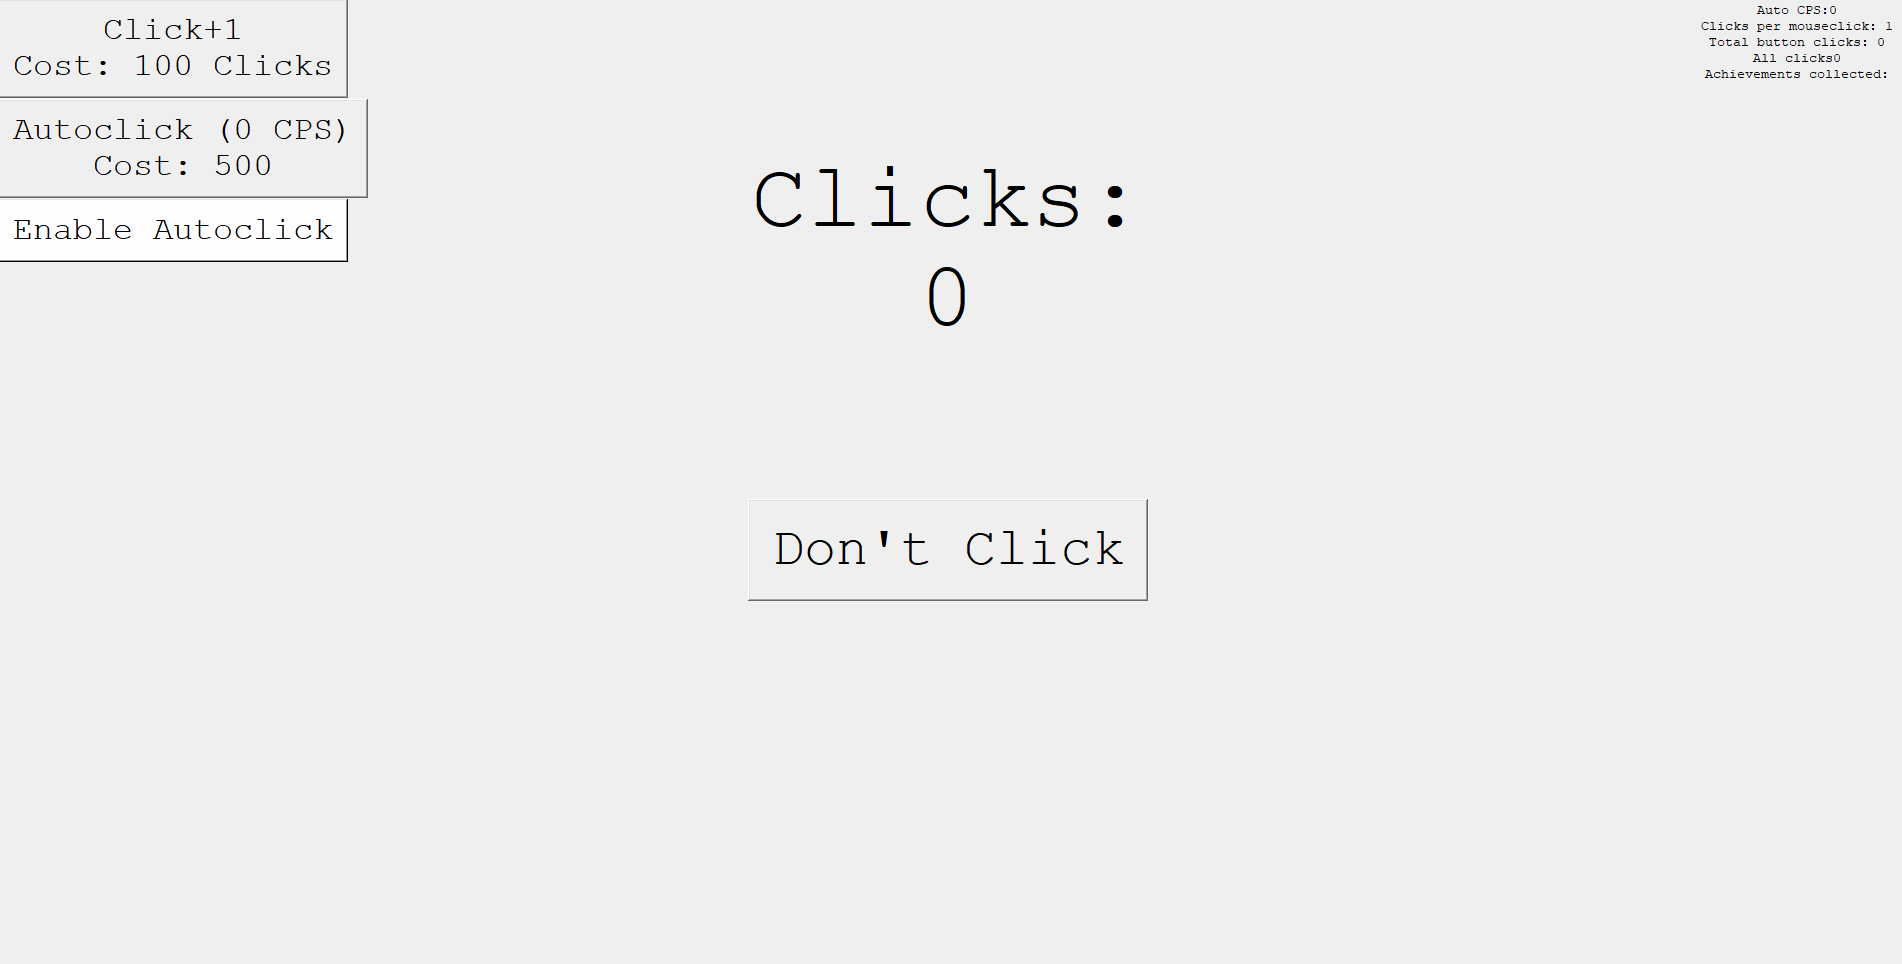 Click+1
Cost: 100 Clicks
Autoclick (0 CPS)
Cost: 500
Enable Autoclick
Auto CPS:0
Clicks per mouseclick: 1
Total button clicks: 0
All clicks0
Achievements collected:
Clicks:
0
Don't Click